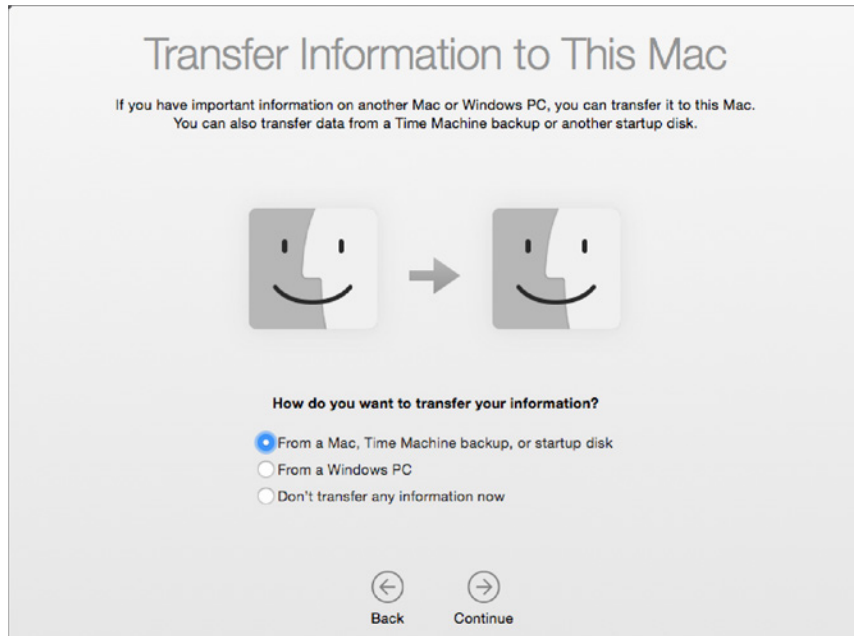 Transfer Information to This Mac
If you have important information on another Mac or Windows PC, you can transfer it to this Mac.
You can also transfer data from a Time Machine backup or another startup disk.
How do you want to transfer your information?
From a Mac, Time Machine backup, or startup disk
From a Windows PC
Don't transfer any information now
Back
Continue